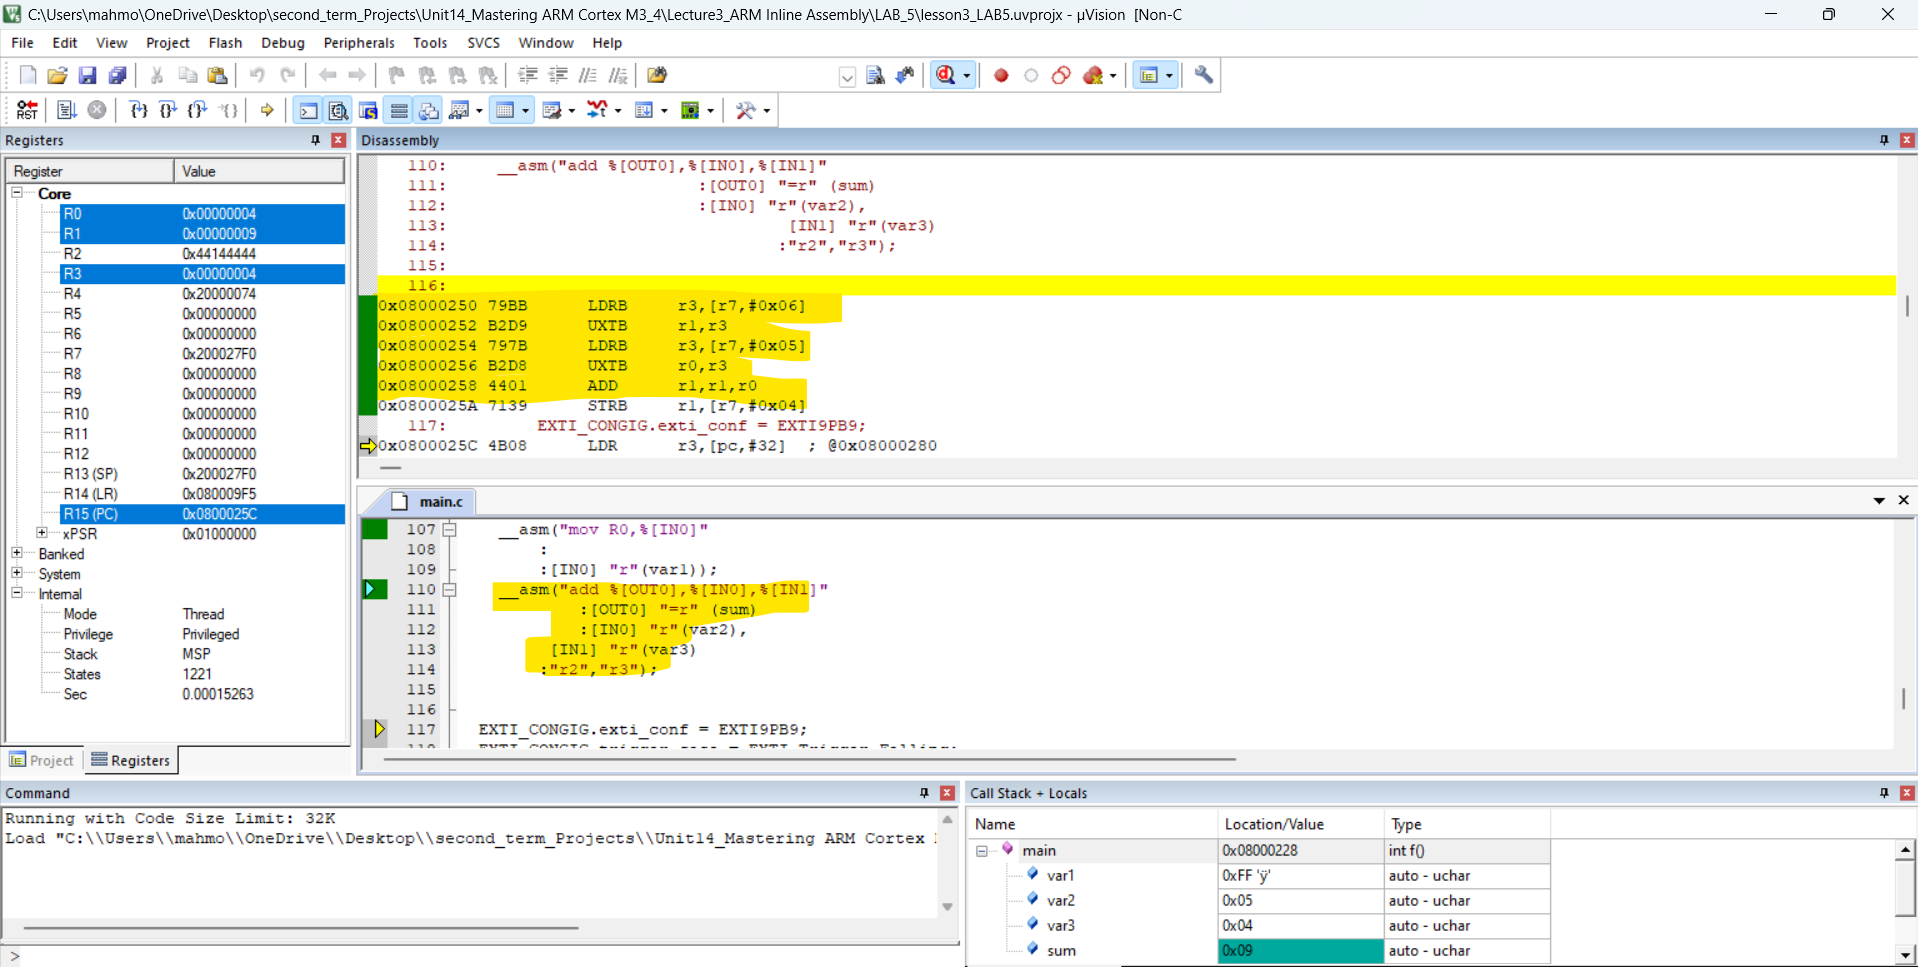 C:\Users\mahmo\OneDrive\Desktop\second_term_Projects\Unit14_Mastering ARM Cortex M3_4\Lecture3_ARM Inline Assembly\LAB_5\lesson3_LAB5.uvprojx - µVision [Non-C
File Edit View Project Flash Debug Peripherals Tools SVCS Window Help
RST
Registers
Register Value
Core
R0 0x00000004
R1 0x00000009
R2 0x44144444
R3 0x00000004
R4 0x20000074
R5 0x00000000
R6 0x00000000
R7 0x200027F0
R8 0x00000000
R9 0x00000000
R10 0x00000000
R11 0x00000000
R12 0x00000000
R13 (SP) 0x200027F0
R14 (LR) 0x080009F5
R15 (PC) 0x0800025C
xPSR 0x01000000
Banked
System
Internal
Mode Thread
Privilege Privileged
Stack MSP
States 1221
Sec 0.00015263
Project Registers
Disassembly
110: __asm("add %[OUT0],%[IN0],%[IN1]"
111: :[OUT0] "=r" (sum)
112: :[IN0] "r"(var2),
113: [IN1] "r"(var3)
114: :"r2","r3");
115:
116:
0x08000250 79BB LDRB r3,[r7,#0x06]
0x08000252 B2D9 UXTB r1,r3
0x08000254 797B LDRB r3,[r7,#0x05]
0x08000256 B2D8 UXTB r0,r3
0x08000258 4401 ADD r1,r1,r0
0x0800025A 7139 STRB r1,[r7,#0x04]
117: EXTI_CONGIG.exti_conf = EXTI9PB9;
0x0800025C 4B08 LDR r3,[pc,#32] ; @0x08000280
main.c
107 __asm("mov R0,%[IN0]"
108 :
109 :[IN0] "r"(var1));
110 __asm("add %[OUT0],%[IN0],%[IN1]"
111 :[OUT0] "=r" (sum)
112 :[IN0] "r"(var2),
113 [IN1] "r"(var3)
114 :"r2","r3");
115
116
117 EXTI_CONGIG.exti_conf = EXTI9PB9;
Command
Running with Code Size Limit: 32K
Load "C:\\Users\\mahmo\\OneDrive\\Desktop\\second_term_Projects\\Unit14_Mastering ARM Cortex
>
Call Stack + Locals
Name Location/Value Type
main 0x08000228 int f()
var1 0xFF 'ÿ' auto - uchar
var2 0x05 auto - uchar
var3 0x04 auto - uchar
sum 0x09 auto - uchar